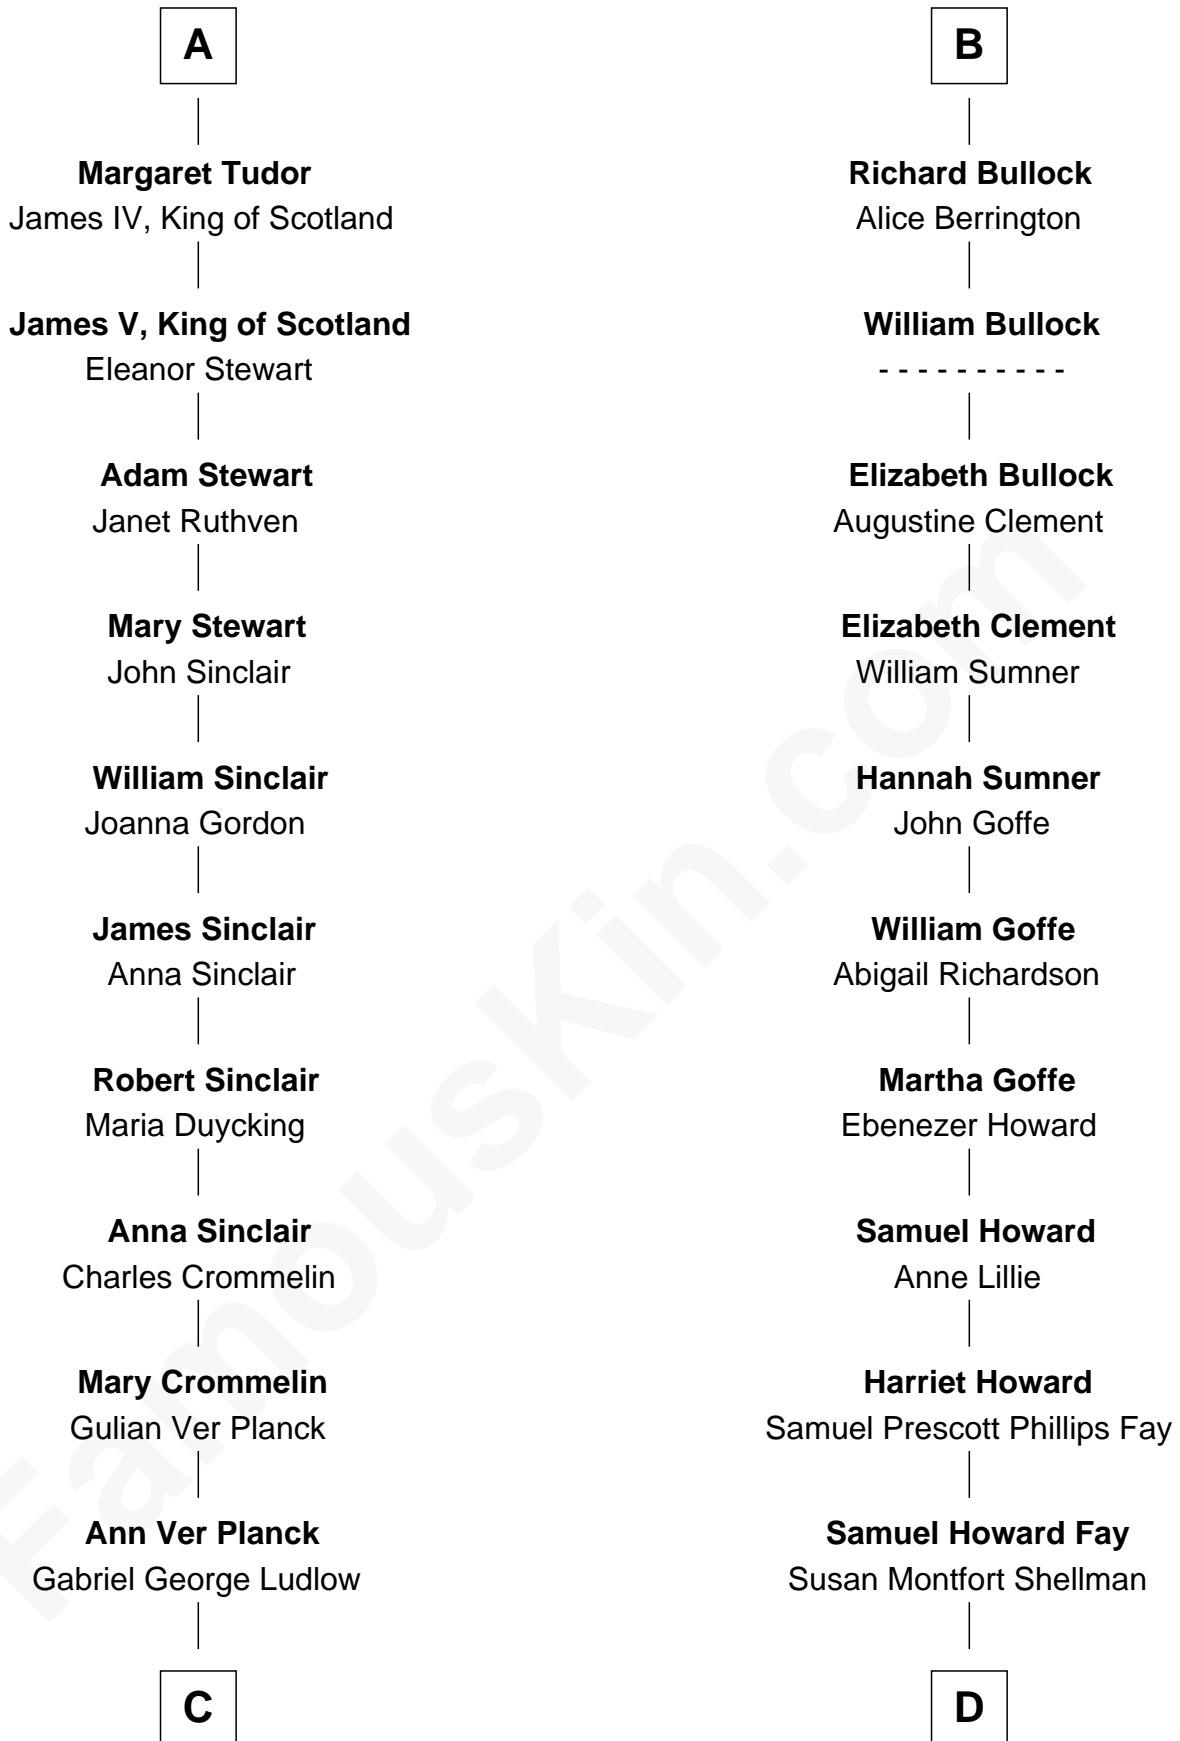 A
Margaret Tudor
James IV, King of Scotland
James V, King of Scotland
Eleanor Stewart
Adam Stewart
Janet Ruthven
Mary Stewart
John Sinclair
William Sinclair
Joanna Gordon
James Sinclair
Anna Sinclair
Robert Sinclair
Maria Duycking
Anna Sinclair
Charles Crommelin
Mary Crommelin
Gulian Ver Planck
Ann Ver Planck
Gabriel George Ludlow
C
B
Richard Bullock
Alice Berrington
William Bullock
- - - - - - - - - -
Elizabeth Bullock
Augustine Clement
Elizabeth Clement
William Sumner
Hannah Sumner
John Goffe
William Goffe
Abigail Richardson
Martha Goffe
Ebenezer Howard
Samuel Howard
Anne Lillie
Harriet Howard
Samuel Prescott Phillips Fay
Samuel Howard Fay
Susan Montfort Shellman
D
FamousKin.com